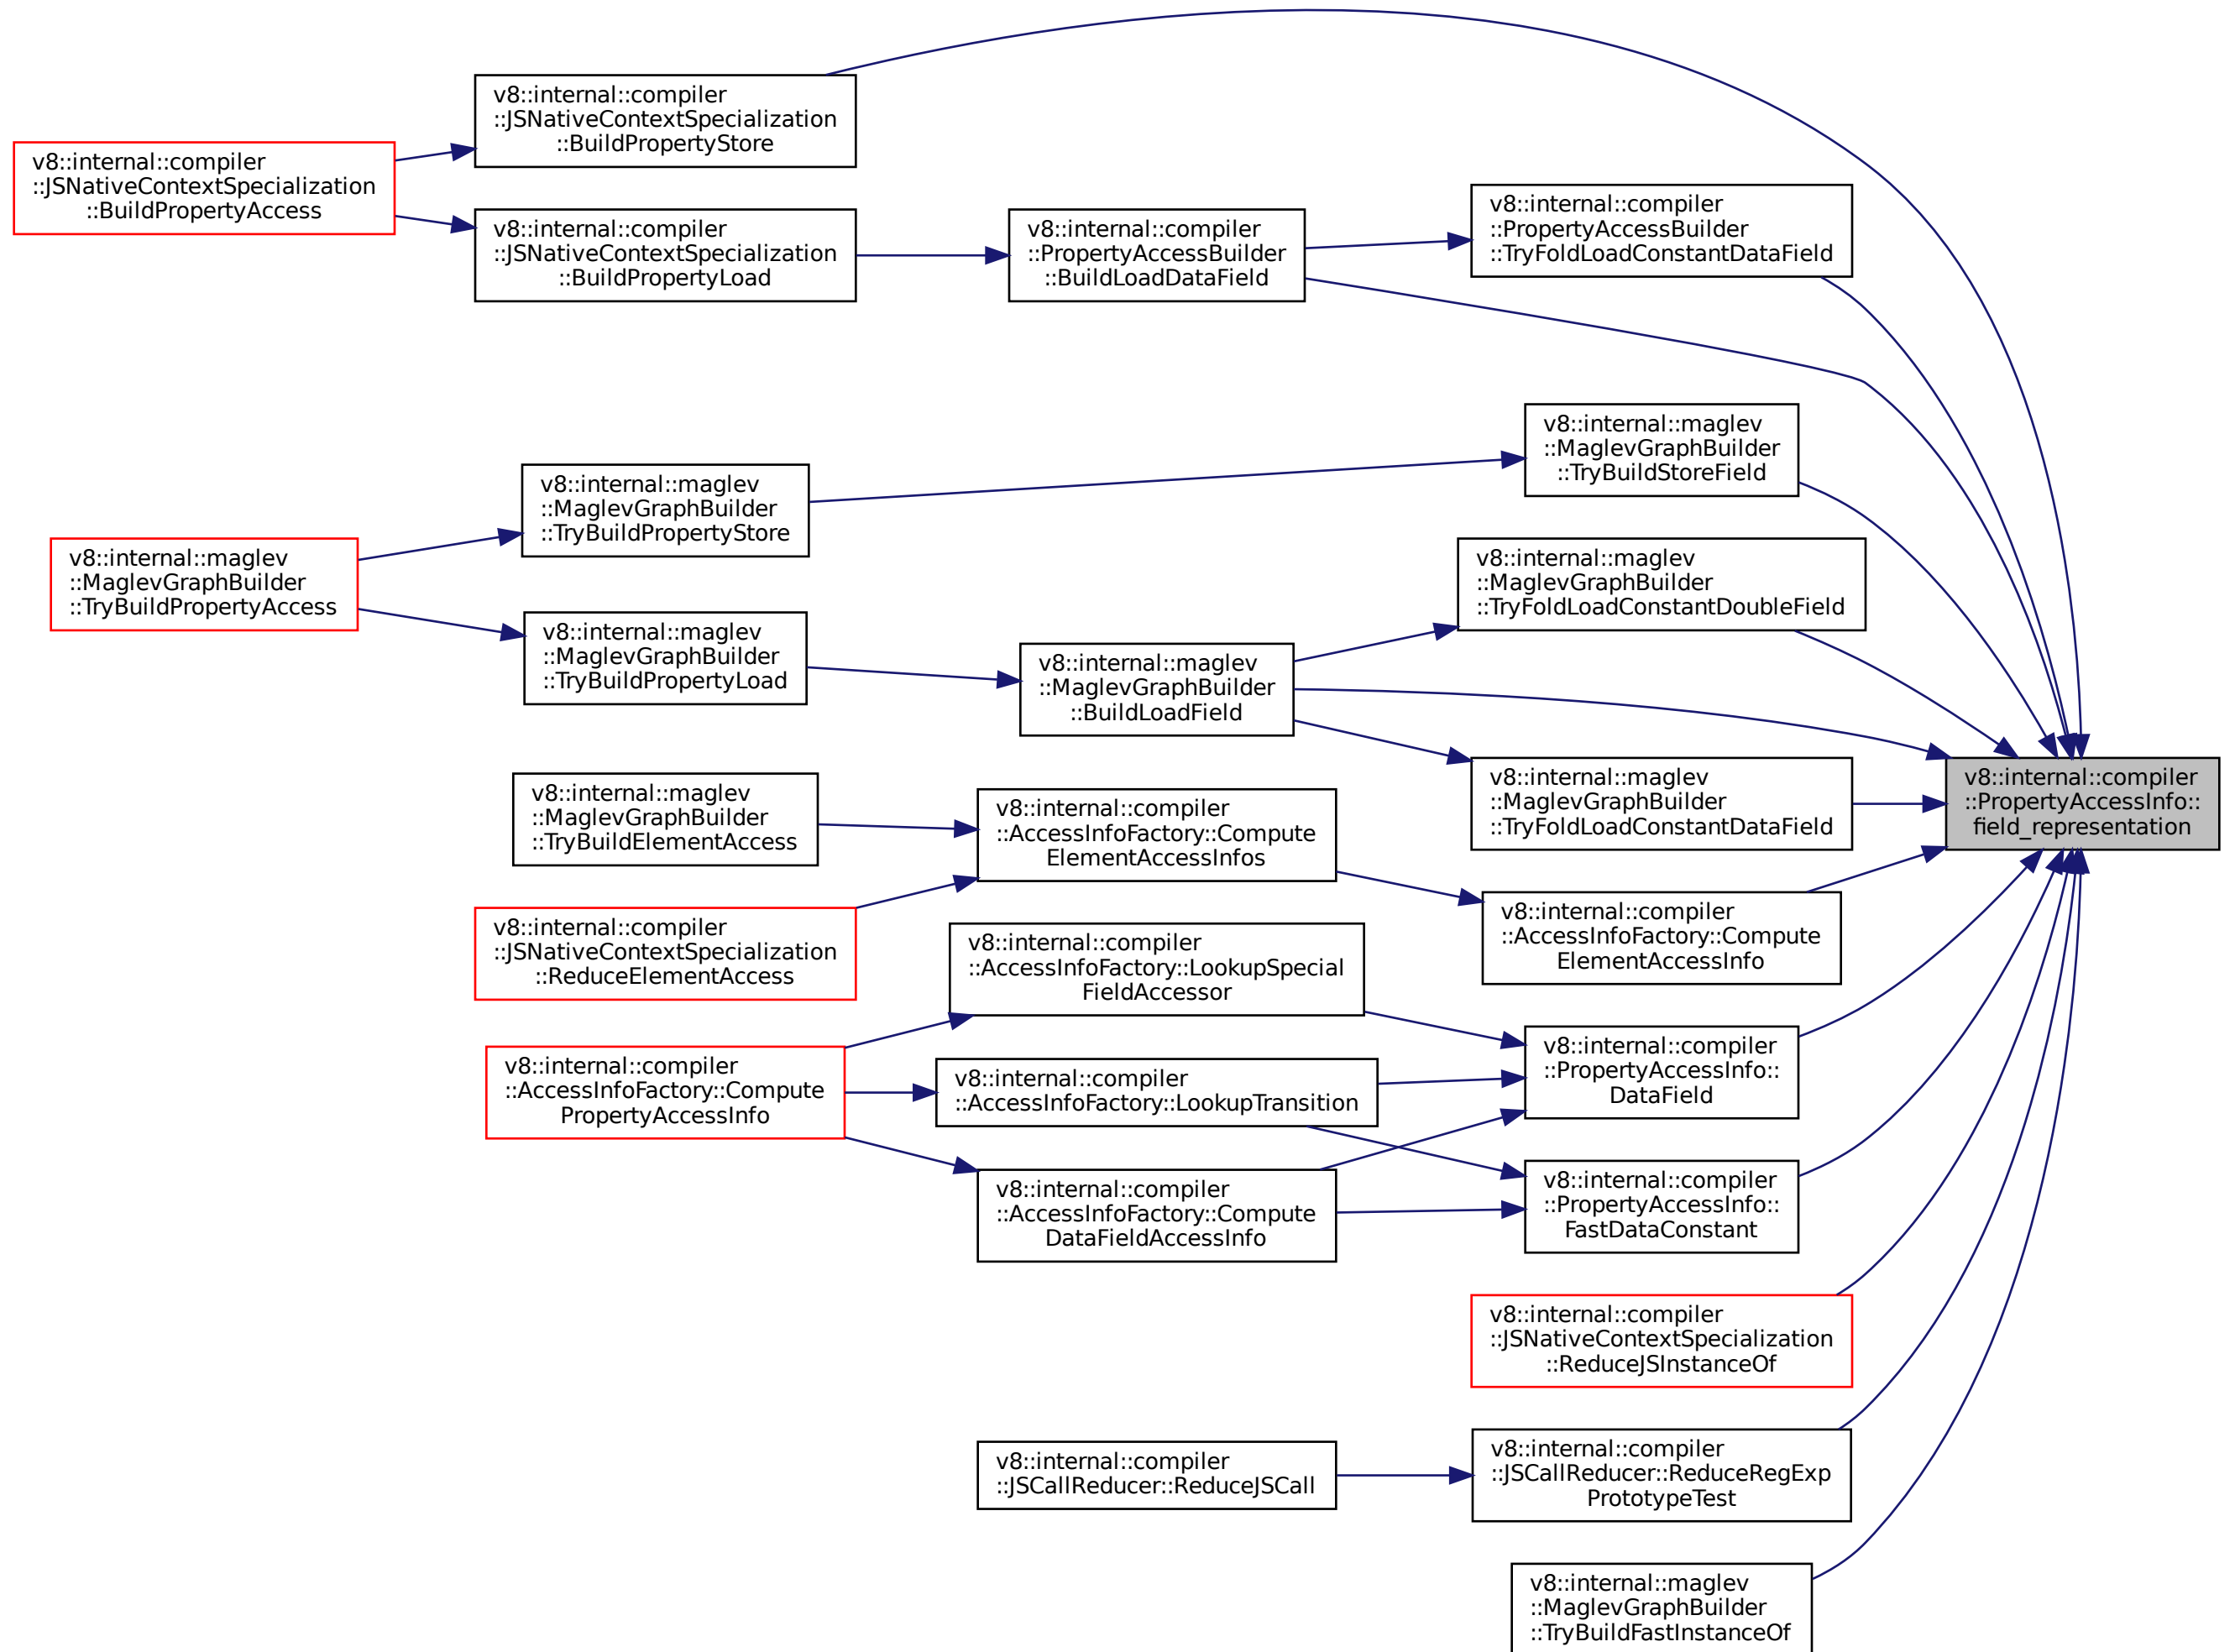 v8::internal::compiler
::JSNativeContextSpecialization
::BuildPropertyStore
v8::internal::compiler
::JSNativeContextSpecialization
::BuildPropertyAccess
v8::internal::compiler
::JSNativeContextSpecialization
::BuildPropertyLoad
v8::internal::compiler
::PropertyAccessBuilder
::BuildLoadDataField
v8::internal::compiler
::PropertyAccessBuilder
::TryFoldLoadConstantDataField
v8::internal::maglev
::MaglevGraphBuilder
::TryBuildStoreField
v8::internal::maglev
::MaglevGraphBuilder
::TryBuildPropertyStore
v8::internal::maglev
::MaglevGraphBuilder
::TryBuildPropertyAccess
v8::internal::maglev
::MaglevGraphBuilder
::TryFoldLoadConstantDoubleField
v8::internal::maglev
::MaglevGraphBuilder
::TryBuildPropertyLoad
v8::internal::maglev
::MaglevGraphBuilder
::BuildLoadField
v8::internal::maglev
::MaglevGraphBuilder
::TryFoldLoadConstantDataField
v8::internal::compiler
::PropertyAccessInfo::
field_representation
v8::internal::maglev
::MaglevGraphBuilder
::TryBuildElementAccess
v8::internal::compiler
::AccessInfoFactory::Compute
ElementAccessInfos
v8::internal::compiler
::JSNativeContextSpecialization
::ReduceElementAccess
v8::internal::compiler
::AccessInfoFactory::Compute
ElementAccessInfo
v8::internal::compiler
::AccessInfoFactory::LookupSpecial
FieldAccessor
v8::internal::compiler
::AccessInfoFactory::Compute
PropertyAccessInfo
v8::internal::compiler
::AccessInfoFactory::LookupTransition
v8::internal::compiler
::PropertyAccessInfo::
DataField
v8::internal::compiler
::AccessInfoFactory::Compute
DataFieldAccessInfo
v8::internal::compiler
::PropertyAccessInfo::
FastDataConstant
v8::internal::compiler
::JSNativeContextSpecialization
::ReduceJSInstanceOf
v8::internal::compiler
::JSCallReducer::ReduceJSCall
v8::internal::compiler
::JSCallReducer::ReduceRegExp
PrototypeTest
v8::internal::maglev
::MaglevGraphBuilder
::TryBuildFastInstanceOf